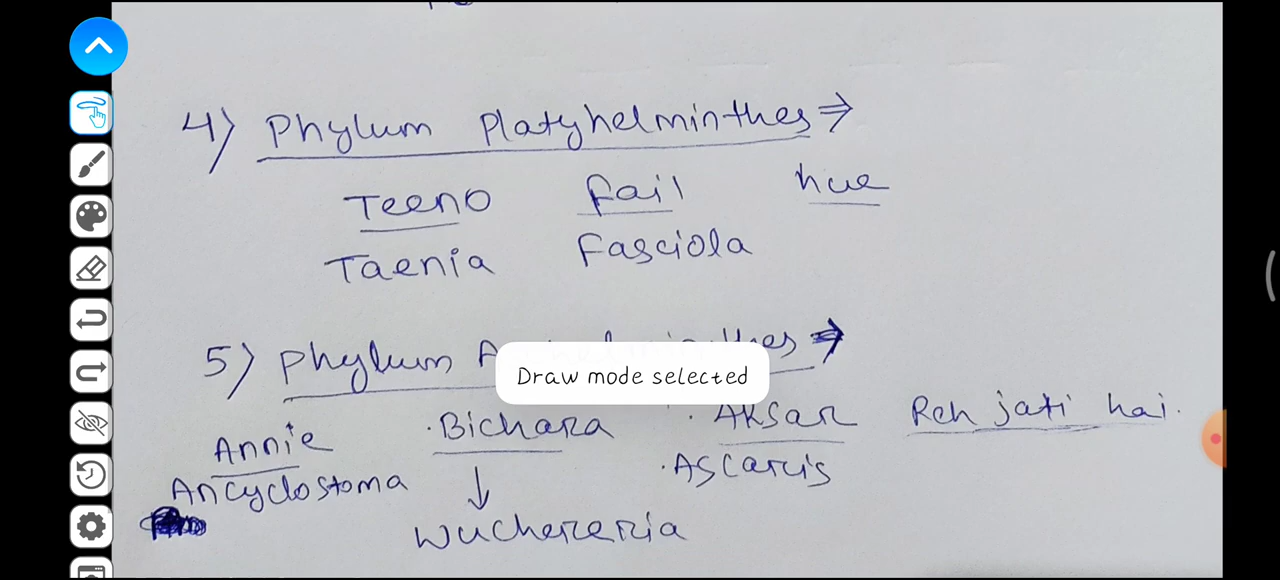 4) Phylum Platyhelminthes ⇒
Teeno fail hue
Taenia Fasciola
5) Phylum
Draw mode selected
Annie · Bichara · Aksar Reh jati hai.
Ancyclostoma ↓ · Ascaris
Wuchereria